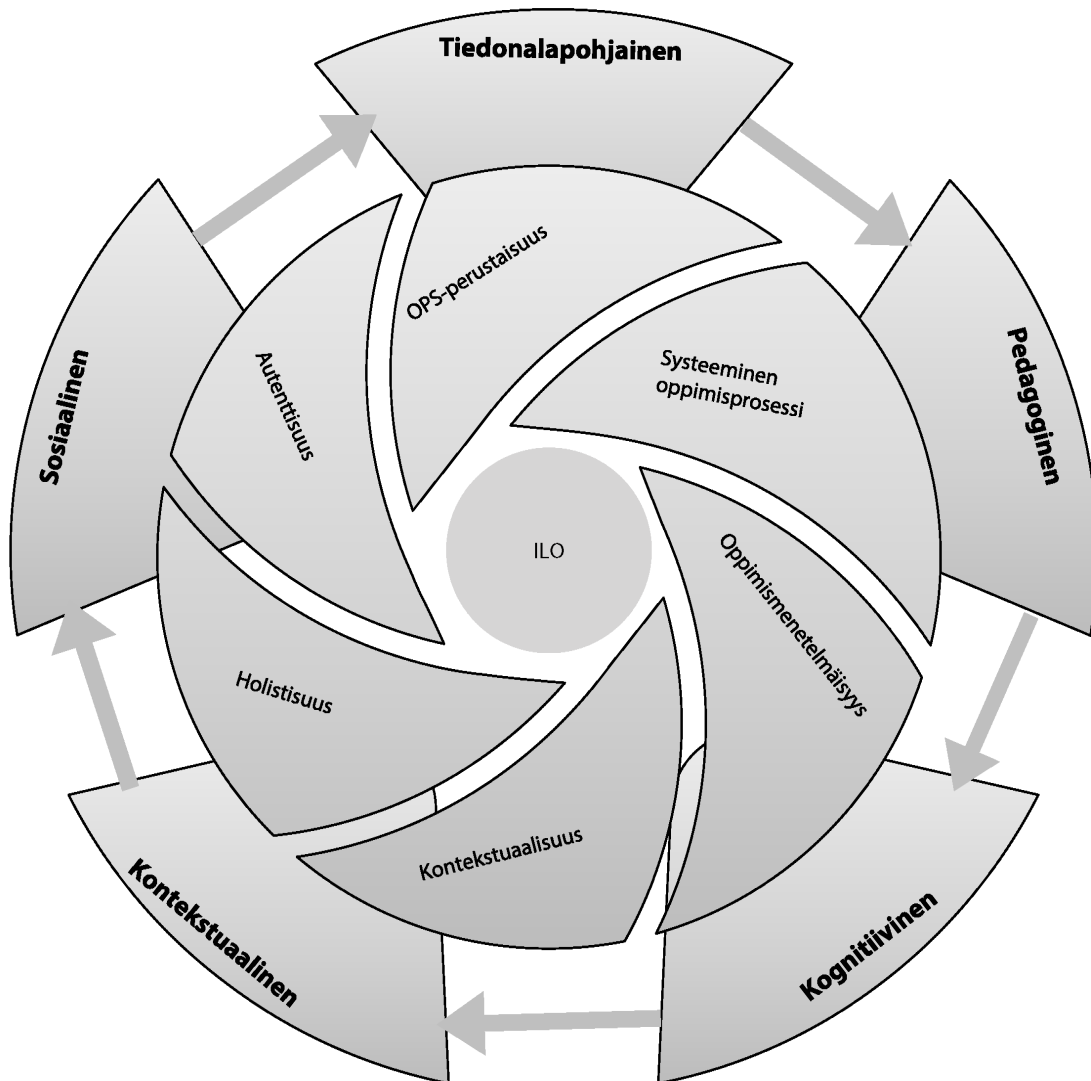 Tiedonalapohjainen
Pedagoginen
Kognitiivinen
Kontekstuaalinen
Sosiaalinen
OPS-perustaisuus
Systeeminen
oppimisprosessi
Oppimismenetelmäisyys
Kontekstuaalisuus
Holistisuus
Autenttisuus
ILO